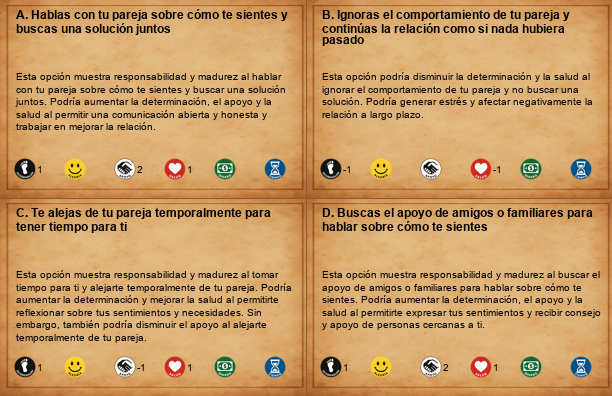 A. Hablas con tu pareja sobre cómo te sientes y
buscas una solución juntos
Esta opción muestra responsabilidad y madurez al hablar
con tu pareja sobre cómo te sientes y buscar una solución
juntos. Podría aumentar la determinación, el apoyo y la
salud al permitir una comunicación abierta y honesta y
trabajar en mejorar la relación.
1 2 1
B. Ignoras el comportamiento de tu pareja y
continúas la relación como si nada hubiera
pasado
Esta opción podría disminuir la determinación y la salud al
ignorar el comportamiento de tu pareja y no buscar una
solución. Podría generar estrés y afectar negativamente la
relación a largo plazo.
-1 -1
C. Te alejas de tu pareja temporalmente para
tener tiempo para ti
Esta opción muestra responsabilidad y madurez al tomar
tiempo para ti y alejarte temporalmente de tu pareja. Podría
aumentar la determinación y mejorar la salud al permitirte
reflexionar sobre tus sentimientos y necesidades. Sin
embargo, también podría disminuir el apoyo al alejarte
temporalmente de tu pareja.
1 -1 1
D. Buscas el apoyo de amigos o familiares para
hablar sobre cómo te sientes
Esta opción muestra responsabilidad y madurez al buscar el
apoyo de amigos o familiares para hablar sobre cómo te
sientes. Podría aumentar la determinación, el apoyo y la
salud al permitirte expresar tus sentimientos y recibir consejo
y apoyo de personas cercanas a ti.
1 2 1